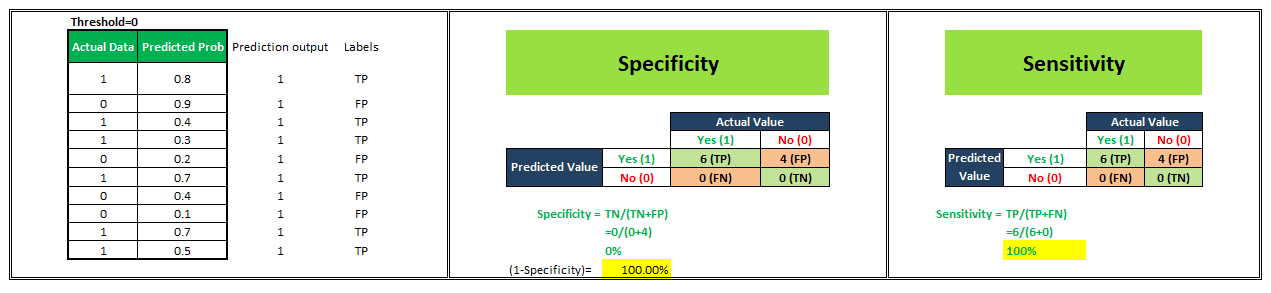 Threshold=0
Actual Data Predicted Prob Prediction output Labels
1 0.8 1 TP
0 0.9 1 FP
1 0.4 1 TP
1 0.3 1 TP
0 0.2 1 FP
1 0.7 1 TP
0 0.4 1 FP
0 0.1 1 FP
1 0.7 1 TP
1 0.5 1 TP
Specificity
Actual Value
Yes (1) No (0)
Predicted Value Yes (1) 6 (TP) 4 (FP)
No (0) 0 (FN) 0 (TN)
Specificity = TN/(TN+FP)
=0/(0+4)
0%
(1-Specificity)= 100.00%
Sensitivity
Actual Value
Yes (1) No (0)
Predicted Value Yes (1) 6 (TP) 4 (FP)
No (0) 0 (FN) 0 (TN)
Sensitivity = TP/(TP+FN)
=6/(6+0)
100%